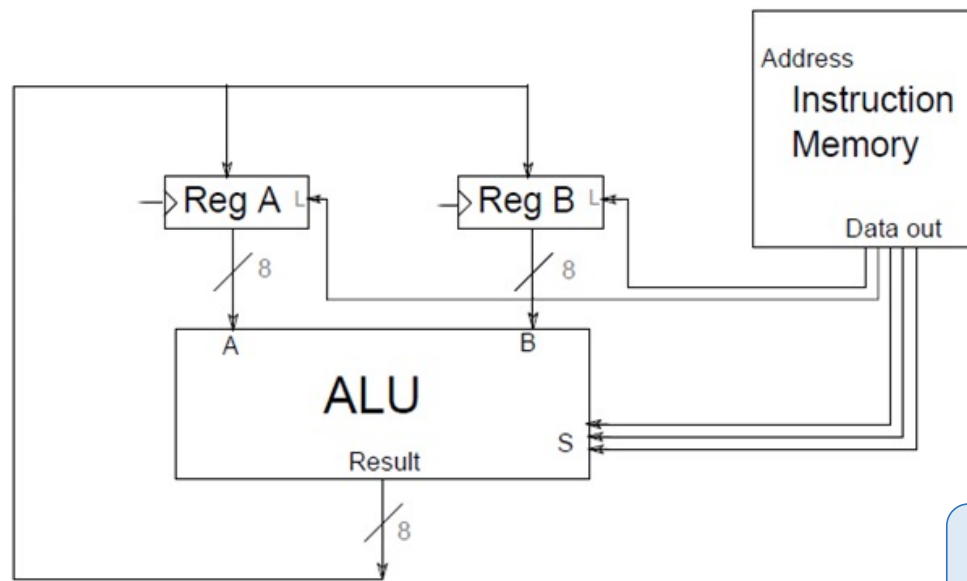 Address
Instruction
Memory
Data out
Reg A L
Reg B L
8
8
A
B
ALU
S
Result
8